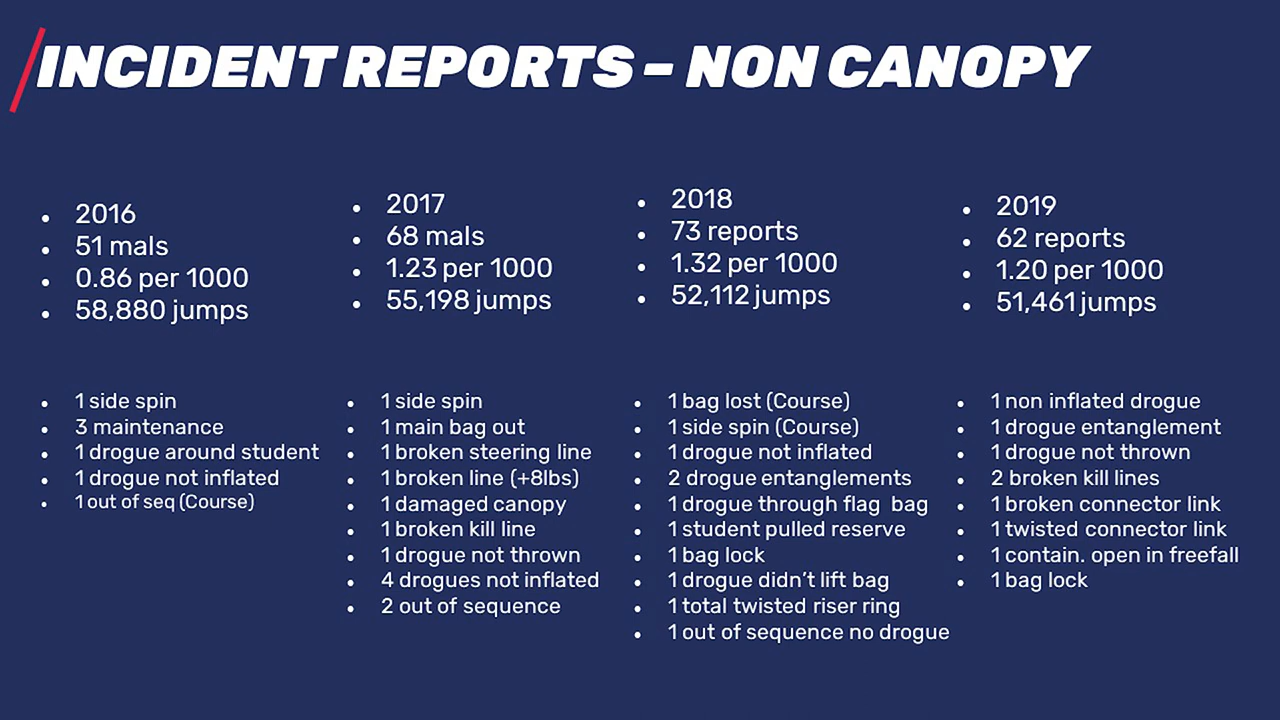 INCIDENT REPORTS – NON CANOPY
2016
51 mals
0.86 per 1000
58,880 jumps
1 side spin
3 maintenance
1 drogue around student
1 drogue not inflated
1 out of seq (Course)
2017
68 mals
1.23 per 1000
55,198 jumps
1 side spin
1 main bag out
1 broken steering line
1 broken line (+8lbs)
1 damaged canopy
1 broken kill line
1 drogue not thrown
4 drogues not inflated
2 out of sequence
2018
73 reports
1.32 per 1000
52,112 jumps
1 bag lost (Course)
1 side spin (Course)
1 drogue not inflated
2 drogue entanglements
1 drogue through flag bag
1 student pulled reserve
1 bag lock
1 drogue didn't lift bag
1 total twisted riser ring
1 out of sequence no drogue
2019
62 reports
1.20 per 1000
51,461 jumps
1 non inflated drogue
1 drogue entanglement
1 drogue not thrown
2 broken kill lines
1 broken connector link
1 twisted connector link
1 contain. open in freefall
1 bag lock